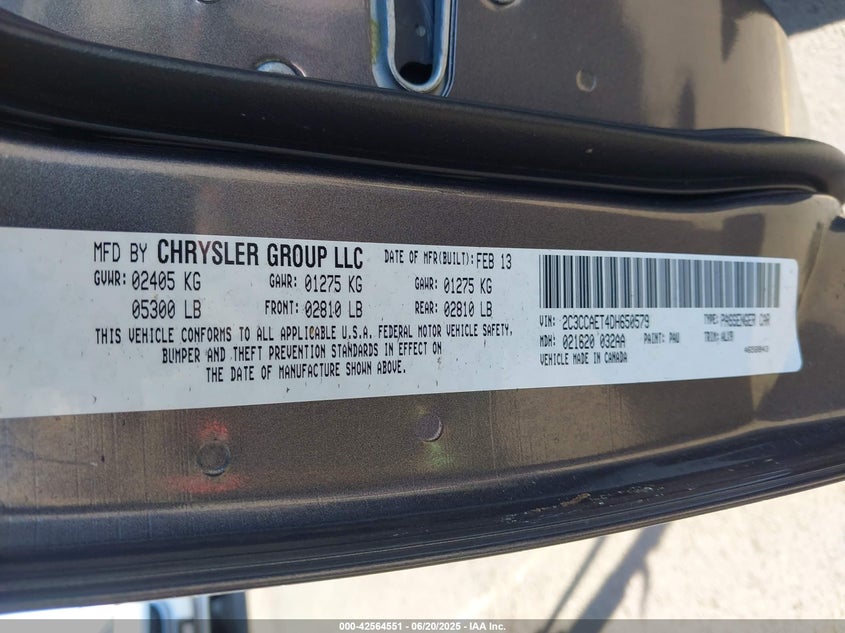 MFD BY CHRYSLER GROUP LLC DATE OF MFR(BUILT): FEB 13
GVWR: 02405 KG GAWR: 01275 KG GAWR: 01275 KG
05300 LB FRONT: 02810 LB REAR: 02810 LB
THIS VEHICLE CONFORMS TO ALL APPLICABLE U.S.A. FEDERAL MOTOR VEHICLE SAFETY,
BUMPER AND THEFT PREVENTION STANDARDS IN EFFECT ON
THE DATE OF MANUFACTURE SHOWN ABOVE.
VIN: 2C3CCAET4DH650579 TYPE: PASSENGER CAR
MDH: 021620 032AA PAINT: PAU TRIM: ALX9
VEHICLE MADE IN CANADA
000-42564551 | 06/20/2025 - IAA Inc.